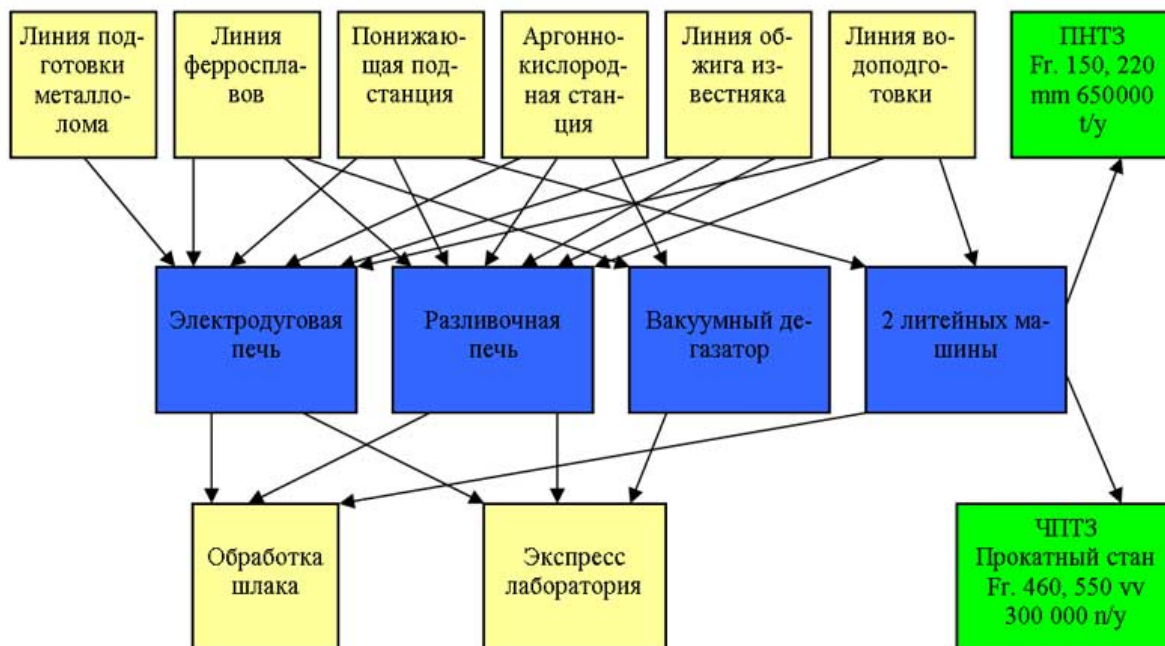 Линия под-
готовки
металло-
лома
Линия
ферроспла-
вов
Понижаю-
щая под-
станция
Аргонно-
кислород-
ная стан-
ция
Линия об-
жига из-
вестняка
Линия во-
доподго-
товки
ПНТЗ
Fr. 150, 220
mm 650000
t/y
Электродуговая
печь
Разливочная
печь
Вакуумный де-
газатор
2 литейных ма-
шины
Обработка
шлака
Экспресс
лаборатория
ЧПТЗ
Прокатный стан
Fr. 460, 550 vv
300 000 n/y